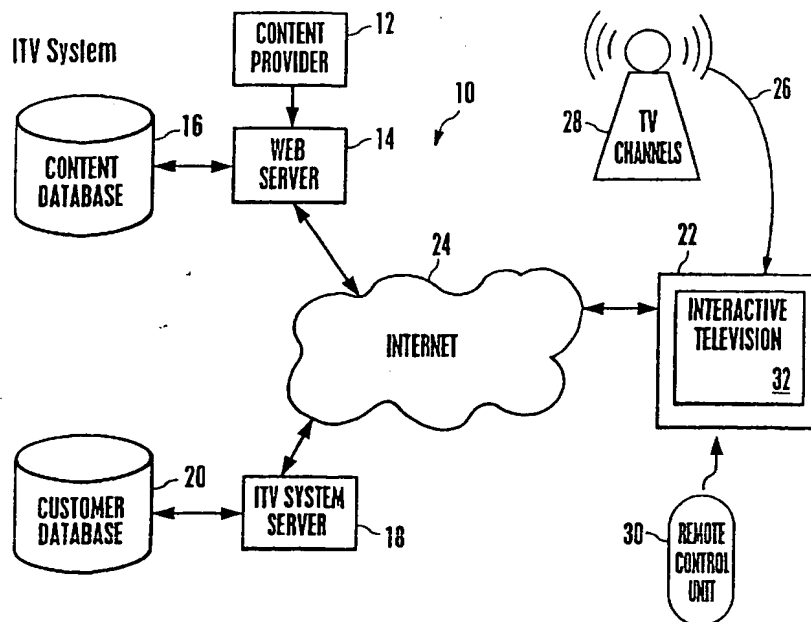 ITV System
CONTENT
PROVIDER
12
CONTENT
DATABASE
16
WEB
SERVER
14
10
28
TV
CHANNELS
26
24
INTERNET
22
INTERACTIVE
TELEVISION
32
CUSTOMER
DATABASE
20
ITV SYSTEM
SERVER
18
30
REMOTE
CONTROL
UNIT